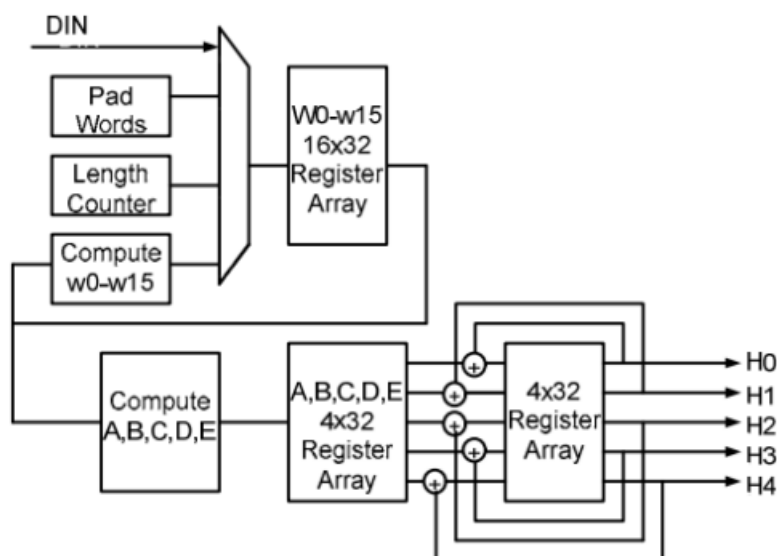 DIN
Pad
Words
Length
Counter
Compute
w0-w15
W0-w15
16x32
Register
Array
Compute
A,B,C,D,E
A,B,C,D,E
4x32
Register
Array
+
+
+
+
+
4x32
Register
Array
H0
H1
H2
H3
H4